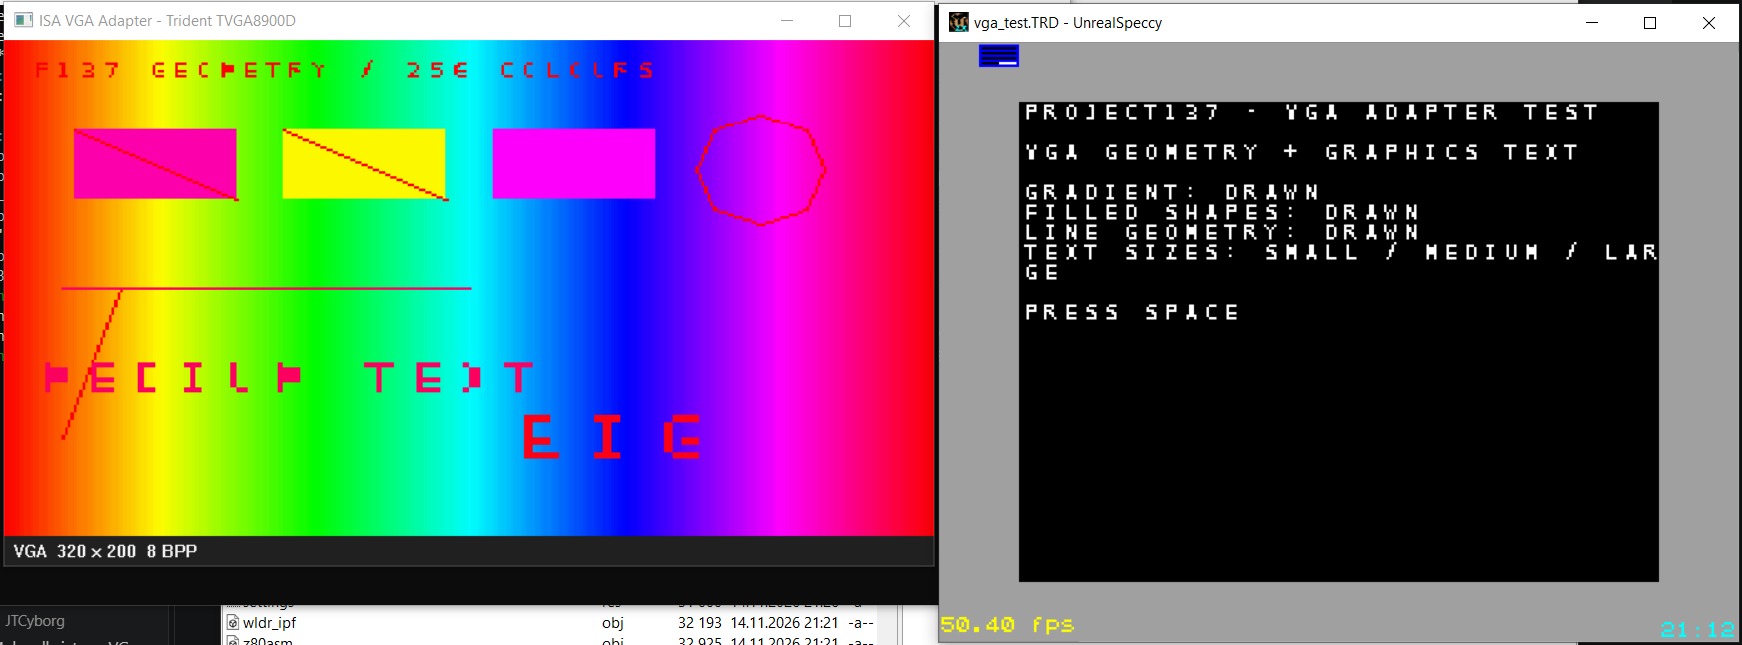 ISA VGA Adapter - Trident TVGA8900D
F137 /
TEXT
EIG
VGA 320 x 200 8 BPP
vga_test.TRD - UnrealSpeccy
PROJECT137 - VGA ADAPTER TEST
VGA GEOMETRY + GRAPHICS TEXT
GRADIENT: DRAWN
FILLED SHAPES: DRAWN
LINE GEOMETRY: DRAWN
TEXT SIZES: SMALL / MEDIUM / LAR
GE
PRESS SPACE
50.40 fps
21:12
JTCyborg
wldr_ipf obj 32 193 14.11.2026 21:21 -a--
z80asm obj 32 925 14.11.2026 21:21 -a--